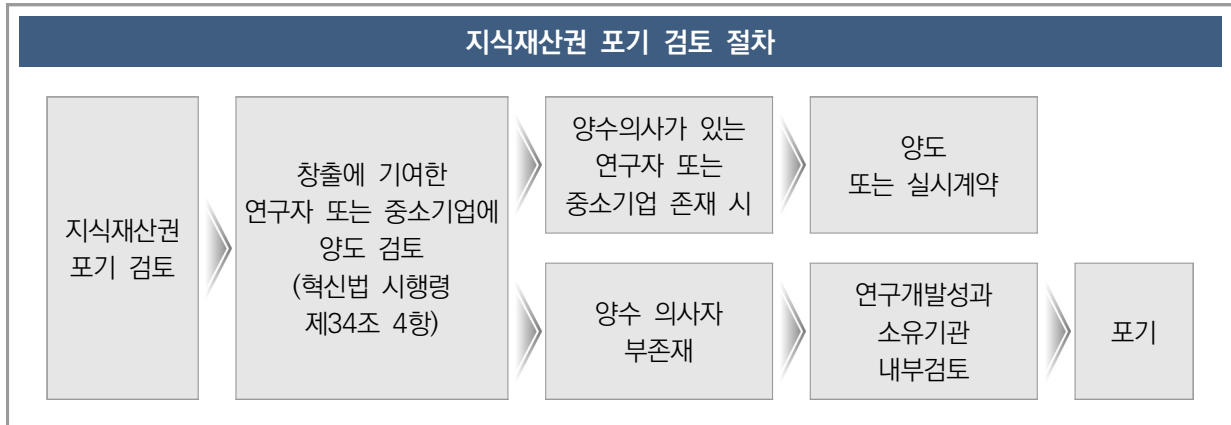 지식재산권 포기 검토 절차
지식재산권
포기 검토
창출에 기여한
연구자 또는 중소기업에
양도 검토
(혁신법 시행령
제34조 4항)
양수의사가 있는
연구자 또는
중소기업 존재 시
양도
또는 실시계약
양수 의사자
부존재
연구개발성과
소유기관
내부검토
포기